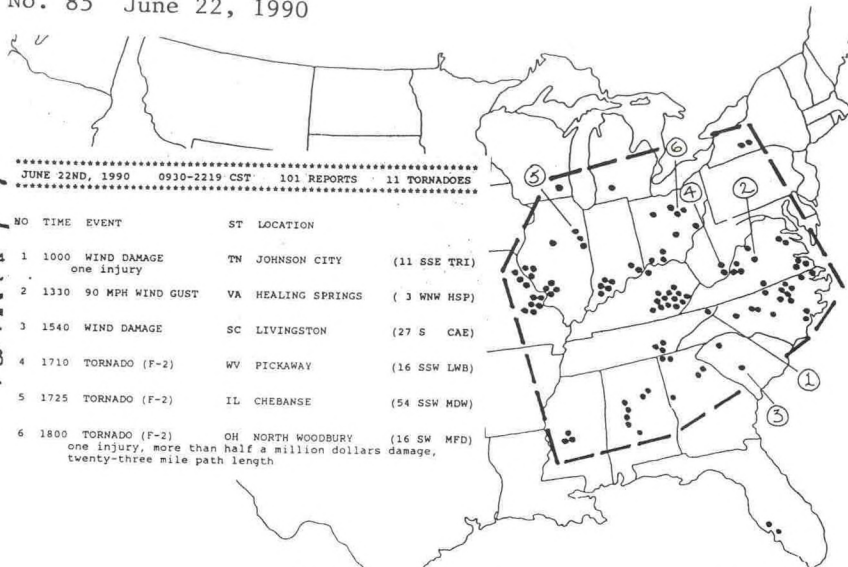 No. 85 June 22, 1990
****************************************************************
JUNE 22ND, 1990 0930-2219 CST 101 REPORTS 11 TORNADOES
****************************************************************
NO TIME EVENT ST LOCATION
1 1000 WIND DAMAGE TN JOHNSON CITY (11 SSE TRI)
one injury
2 1330 90 MPH WIND GUST VA HEALING SPRINGS ( 3 WNW HSP)
3 1540 WIND DAMAGE SC LIVINGSTON (27 S CAE)
4 1710 TORNADO (F-2) WV PICKAWAY (16 SSW LWB)
5 1725 TORNADO (F-2) IL CHEBANSE (54 SSW MDW)
6 1800 TORNADO (F-2) OH NORTH WOODBURY (16 SW MFD)
one injury, more than half a million dollars damage,
twenty-three mile path length
6
5
4
2
1
3